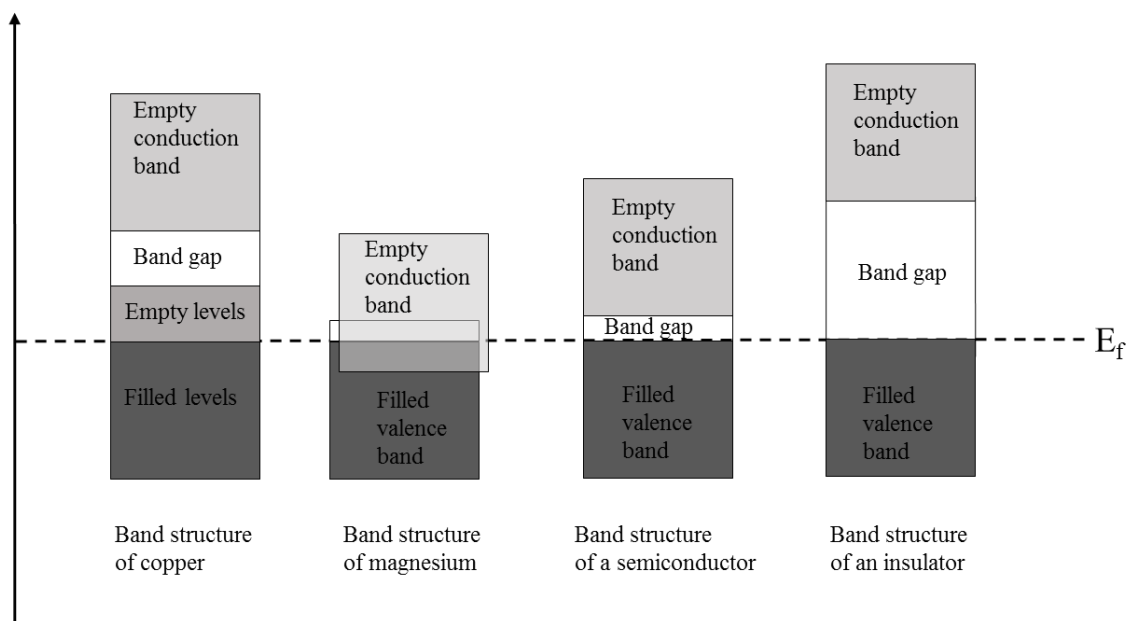 Empty
conduction
band
Band gap
Empty levels
Filled levels
Band structure
of copper
Empty
conduction
band
Filled
valence
band
Band structure
of magnesium
Empty
conduction
band
Band gap
Filled
valence
band
Band structure
of a semiconductor
Empty
conduction
band
Band gap
Filled
valence
band
Band structure
of an insulator
E_f